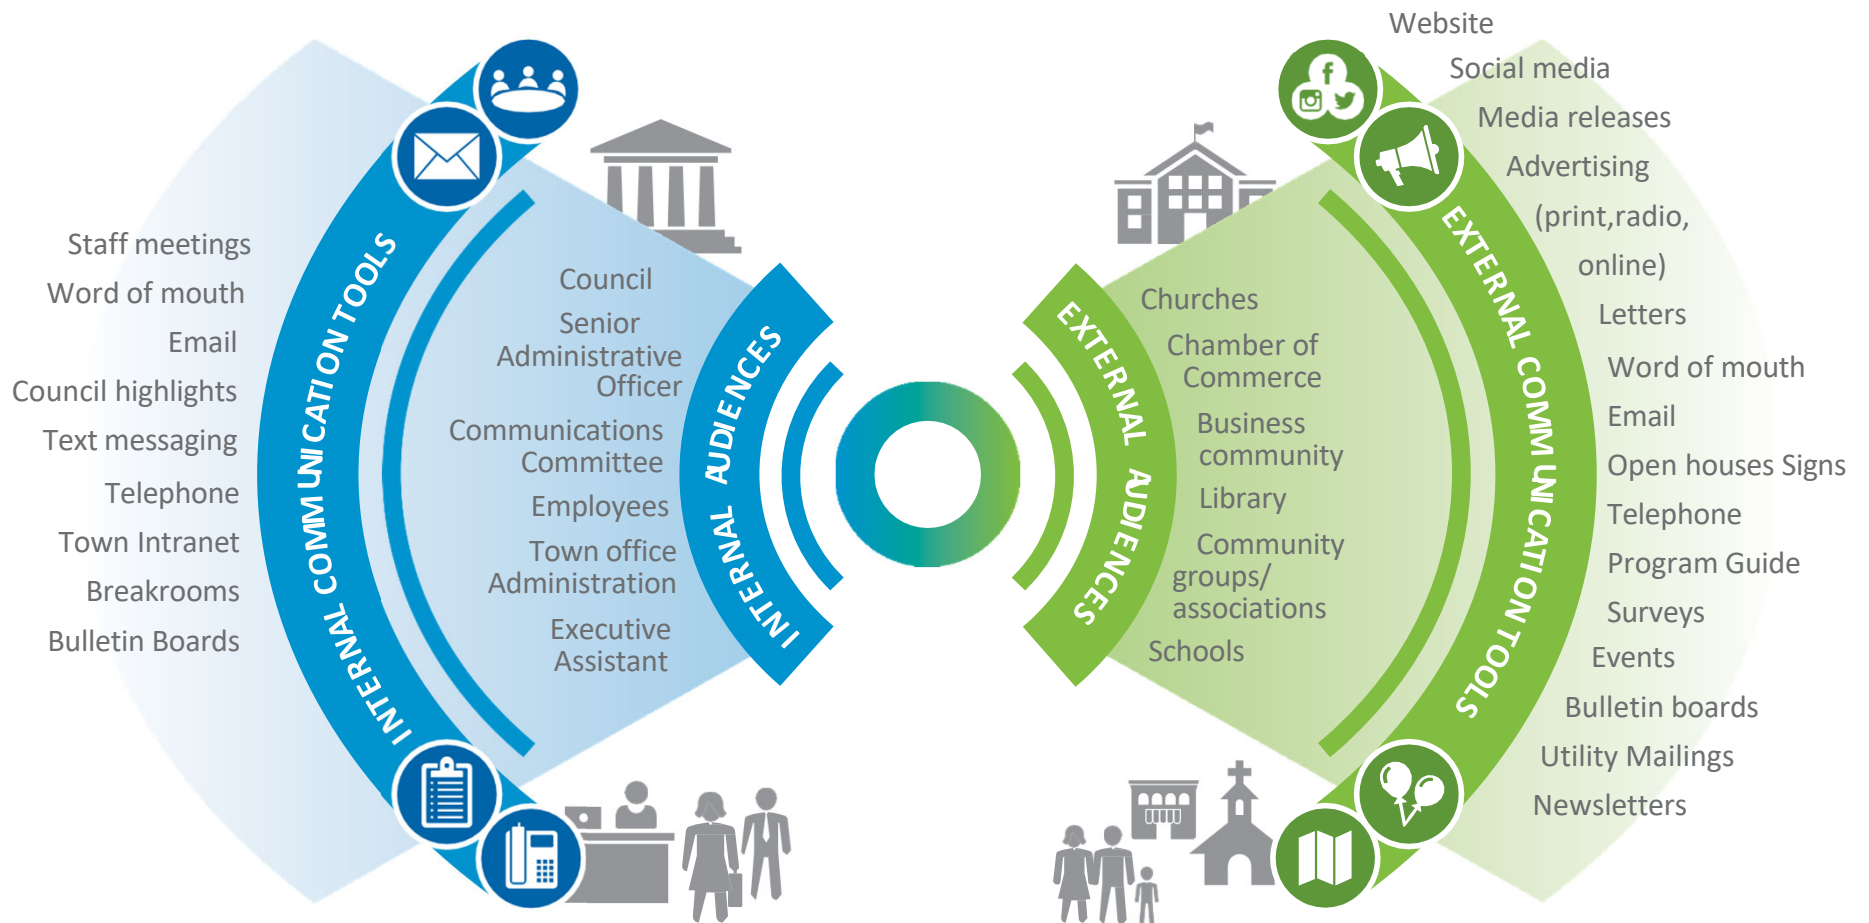 Staff meetings
Word of mouth
Email
Council highlights
Text messaging
Telephone
Town Intranet
Breakrooms
Bulletin Boards
INTERNAL COMMUNICATION TOOLS
Council
Senior
Administrative
Officer
Communications
Committee
Employees
Town office
Administration
Executive
Assistant
INTERNAL AUDIENCES
EXTERNAL AUDIENCES
Churches
Chamber of
Commerce
Business
community
Library
Community
groups/
associations
Schools
EXTERNAL COMMUNICATION TOOLS
Website
Social media
Media releases
Advertising
(print,radio,
online)
Letters
Word of mouth
Email
Open houses Signs
Telephone
Program Guide
Surveys
Events
Bulletin boards
Utility Mailings
Newsletters